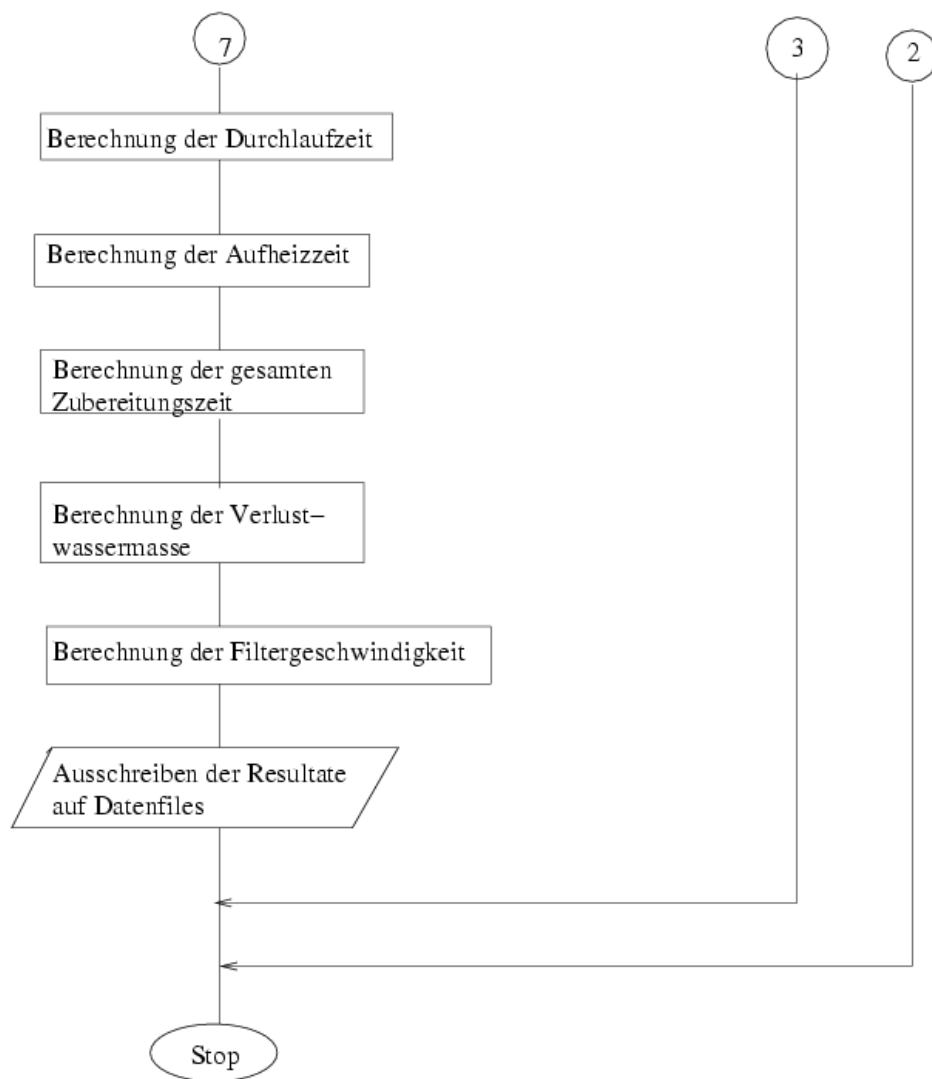 7
3
2
Berechnung der Durchlaufzeit
Berechnung der Aufheizzeit
Berechnung der gesamten
Zubereitungszeit
Berechnung der Verlust–
wassermasse
Berechnung der Filtergeschwindigkeit
Ausschreiben der Resultate
auf Datenfiles
Stop